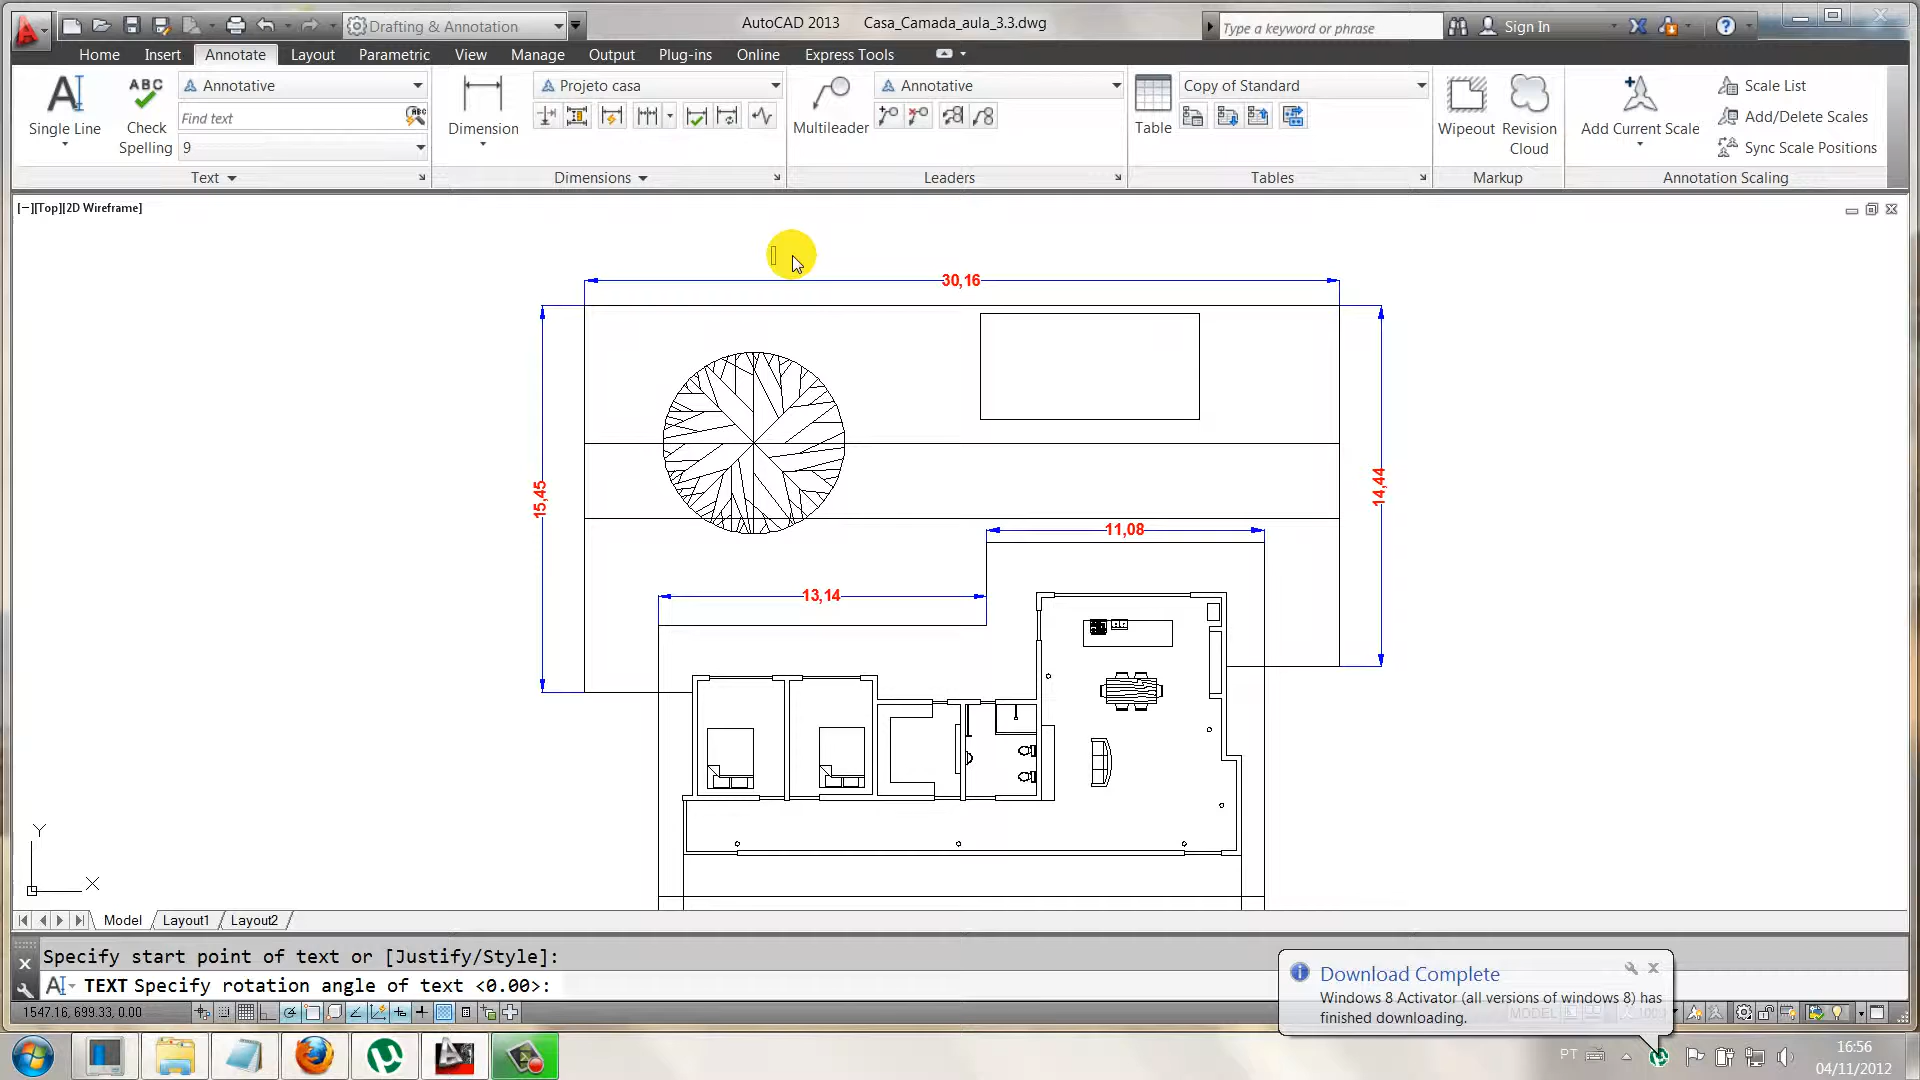 Drafting & Annotation
AutoCAD 2013 Casa_Camada_aula_3.3.dwg
Type a keyword or phrase
Sign In
Home Insert Annotate Layout Parametric View Manage Output Plug-ins Online Express Tools
Single Line
ABC
Check
Spelling
Annotative
Find text
ABC
9
Dimension
Projeto casa
Multileader
Annotative
Table
Copy of Standard
Wipeout
Revision
Cloud
Add Current Scale
Scale List
Add/Delete Scales
Sync Scale Positions
Text
Dimensions
Leaders
Tables
Markup
Annotation Scaling
[−][Top][2D Wireframe]
30,16
15,45
14,44
11,08
13,14
Y
X
Model Layout1 Layout2
Specify start point of text or [Justify/Style]:
TEXT Specify rotation angle of text <0.00>:
1547.16, 699.33, 0.00
Download Complete
Windows 8 Activator (all versions of windows 8) has
finished downloading.
MODEL
PT
16:56
04/11/2012